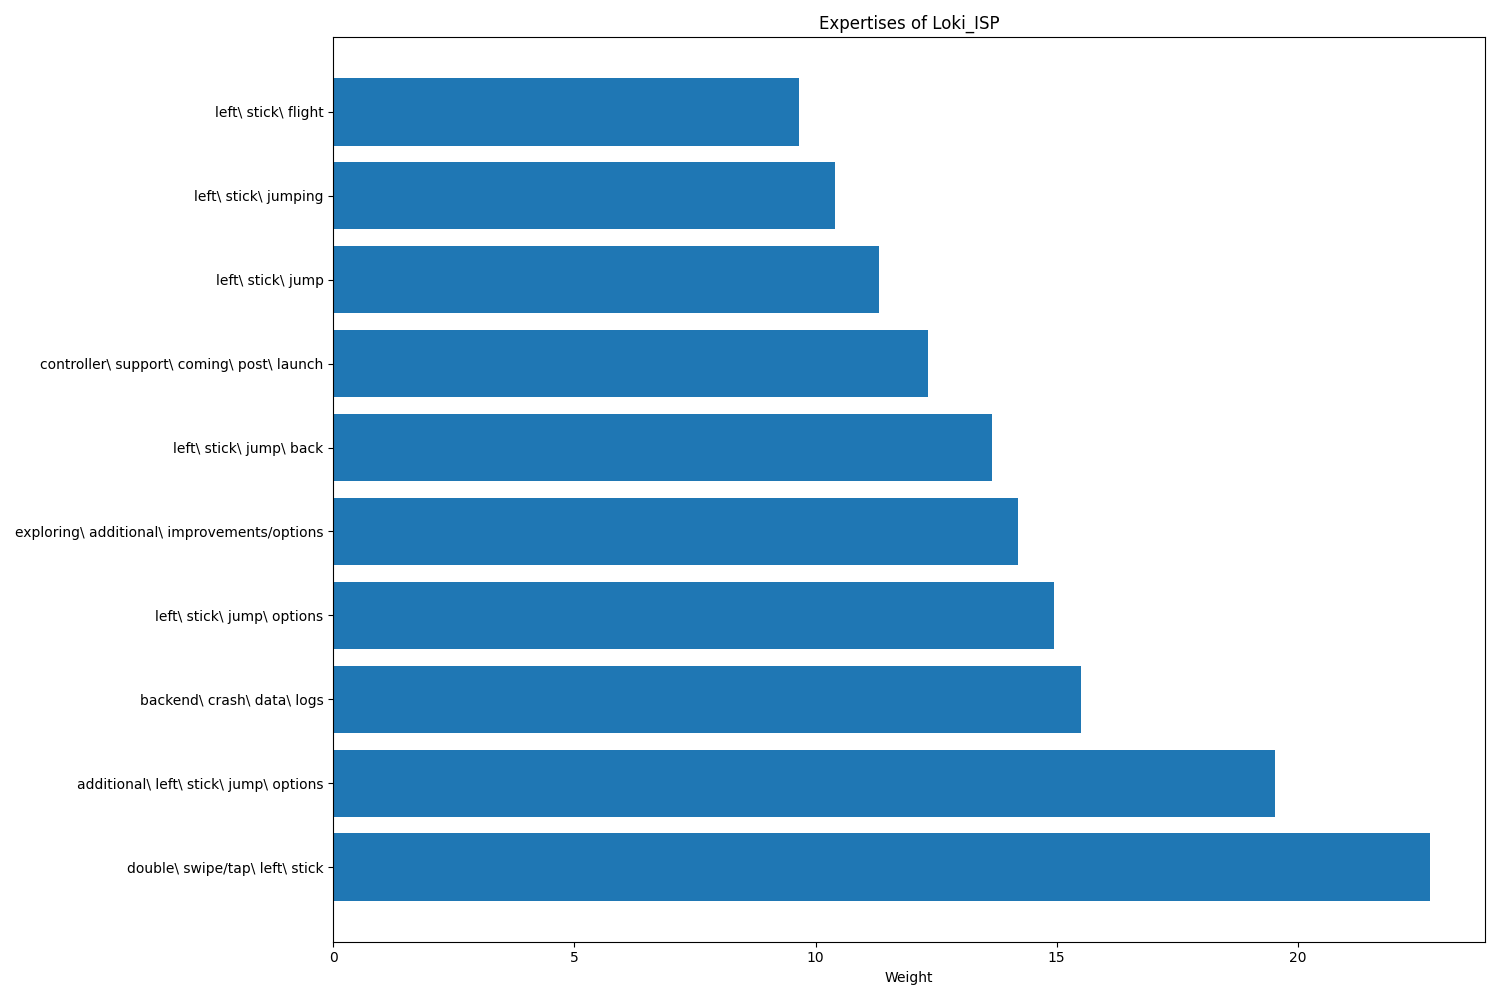 Expertises of Loki_ISP
left\ stick\ flight
left\ stick\ jumping
left\ stick\ jump
controller\ support\ coming\ post\ launch
left\ stick\ jump\ back
exploring\ additional\ improvements/options
left\ stick\ jump\ options
backend\ crash\ data\ logs
additional\ left\ stick\ jump\ options
double\ swipe/tap\ left\ stick
0 5 10 15 20
Weight